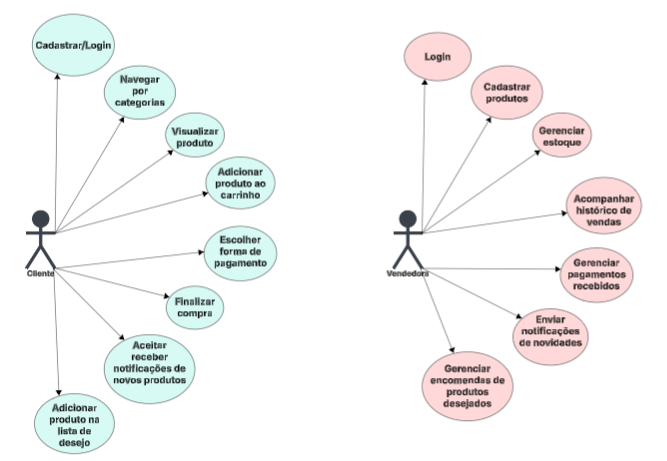 Cadastrar/Login
Navegar
por
categorias
Visualizar
produto
Adicionar
produto ao
carrinho
Cliente
Escolher
forma de
pagamento
Finalizar
compra
Aceitar
receber
notificações de
novos produtos
Adicionar
produto na
lista de
desejo
Login
Cadastrar
produtos
Gerenciar
estoque
Acompanhar
histórico de
vendas
Vendedora
Gerenciar
pagamentos
recebidos
Enviar
notificações
de novidades
Gerenciar
encomendas de
produtos
desejados